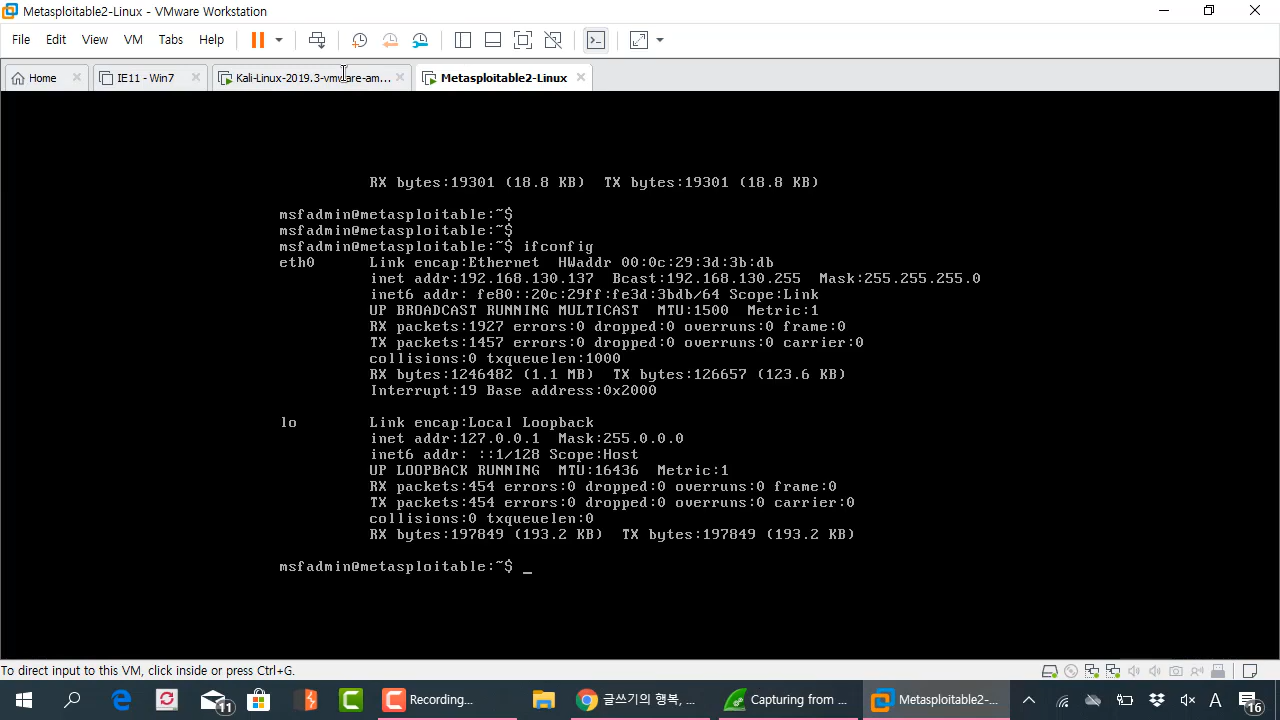 Metasploitable2-Linux - VMware Workstation
File Edit View VM Tabs Help
Home IE11 - Win7 Kali-Linux-2019.3-vmware-am... Metasploitable2-Linux
RX bytes:19301 (18.8 KB)  TX bytes:19301 (18.8 KB)
msfadmin@metasploitable:~$
msfadmin@metasploitable:~$
msfadmin@metasploitable:~$ ifconfig
eth0      Link encap:Ethernet  HWaddr 00:0c:29:3d:3b:db
inet addr:192.168.130.137  Bcast:192.168.130.255  Mask:255.255.255.0
inet6 addr: fe80::20c:29ff:fe3d:3bdb/64 Scope:Link
UP BROADCAST RUNNING MULTICAST  MTU:1500  Metric:1
RX packets:1927 errors:0 dropped:0 overruns:0 frame:0
TX packets:1457 errors:0 dropped:0 overruns:0 carrier:0
collisions:0 txqueuelen:1000
RX bytes:1246482 (1.1 MB)  TX bytes:126657 (123.6 KB)
Interrupt:19 Base address:0x2000
lo        Link encap:Local Loopback
inet addr:127.0.0.1  Mask:255.0.0.0
inet6 addr: ::1/128 Scope:Host
UP LOOPBACK RUNNING  MTU:16436  Metric:1
RX packets:454 errors:0 dropped:0 overruns:0 frame:0
TX packets:454 errors:0 dropped:0 overruns:0 carrier:0
collisions:0 txqueuelen:0
RX bytes:197849 (193.2 KB)  TX bytes:197849 (193.2 KB)
msfadmin@metasploitable:~$ _
To direct input to this VM, click inside or press Ctrl+G.
11 Recording... 글쓰기의 행복, ... Capturing from ... Metasploitable2-... A 16